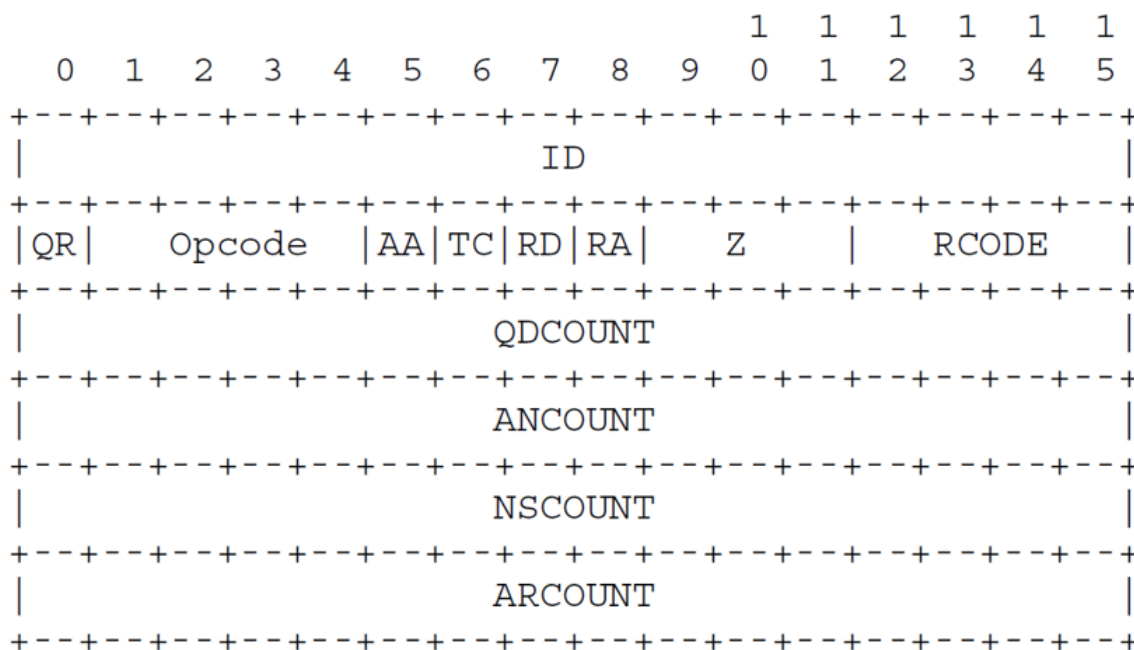 1  1  1  1  1  1
  0  1  2  3  4  5  6  7  8  9  0  1  2  3  4  5
+--+--+--+--+--+--+--+--+--+--+--+--+--+--+--+--+
|                      ID                       |
+--+--+--+--+--+--+--+--+--+--+--+--+--+--+--+--+
|QR|   Opcode  |AA|TC|RD|RA|   Z    |   RCODE   |
+--+--+--+--+--+--+--+--+--+--+--+--+--+--+--+--+
|                    QDCOUNT                    |
+--+--+--+--+--+--+--+--+--+--+--+--+--+--+--+--+
|                    ANCOUNT                    |
+--+--+--+--+--+--+--+--+--+--+--+--+--+--+--+--+
|                    NSCOUNT                    |
+--+--+--+--+--+--+--+--+--+--+--+--+--+--+--+--+
|                    ARCOUNT                    |
+--+--+--+--+--+--+--+--+--+--+--+--+--+--+--+--+